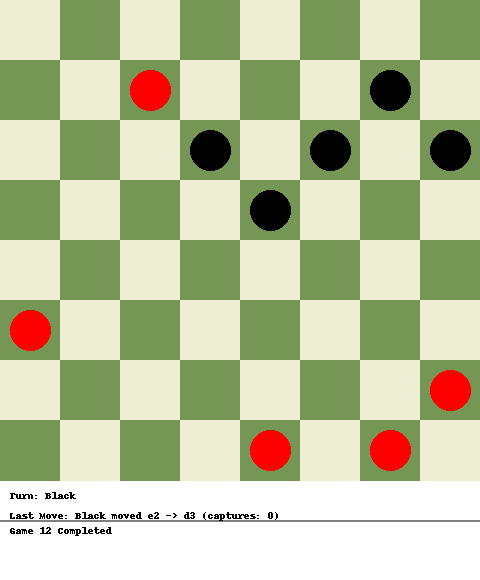 Turn: Black
Last Move: Black moved e2 -> d3 (captures: 0)
Game 12 Completed